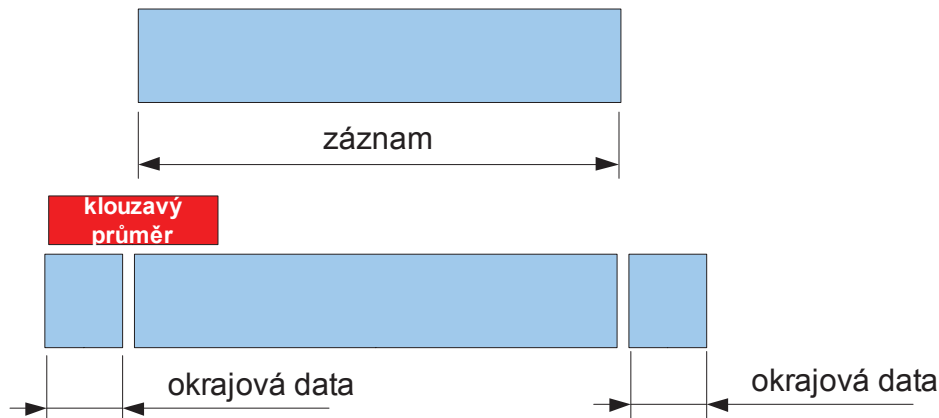 záznam
klouzavý
průměr
okrajová data
okrajová data